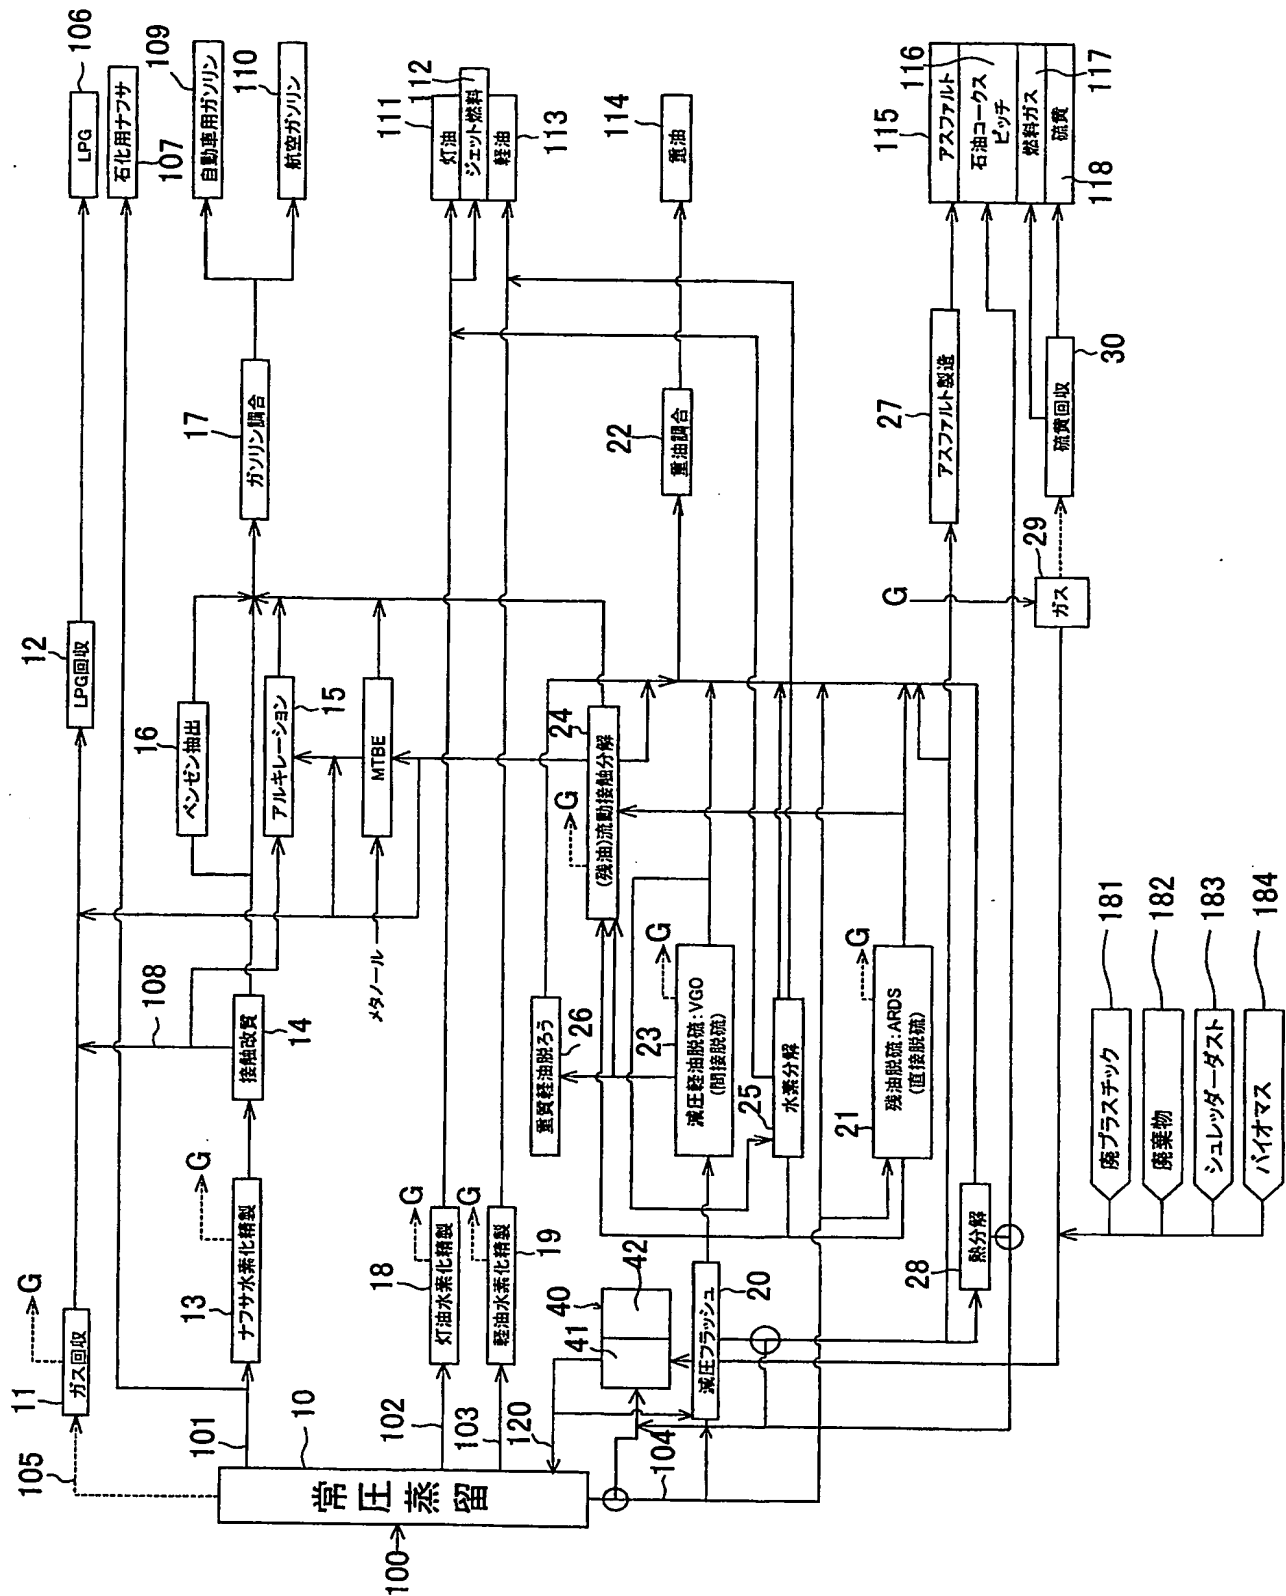 106
LPG
石化用ナフサ
107
109
自動車用ガソリン
110
航空ガソリン
111
灯油
112
ジェット燃料
軽油
113
114
重油
115
アスファルト
116
石油コークス
ピッチ
燃料ガス
117
硫黄
118
12
LPG回収
16
ベンゼン抽出
アルキレーション
15
MTBE
17
ガソリン調合
22
重油調合
27
アスファルト製造
硫黄回収
30
29
ガス
G
24
(残油)流動接触分解
G
108
接触改質
14
メタノール
重質軽油脱ろう
26
G
23
減圧軽油脱硫:VGO
(間接脱硫)
25
水素分解
G
21
残油脱硫:ARDS
(直接脱硫)
181
廃プラスチック
182
廃棄物
183
シュレッダーダスト
184
バイオマス
G
11
ガス回収
G
13
ナフサ水素化精製
G
18
灯油水素化精製
G
19
軽油水素化精製
40
41
42
減圧フラッシュ
20
28
熱分解
105
101
10
102
103
120
104
常圧蒸留
100